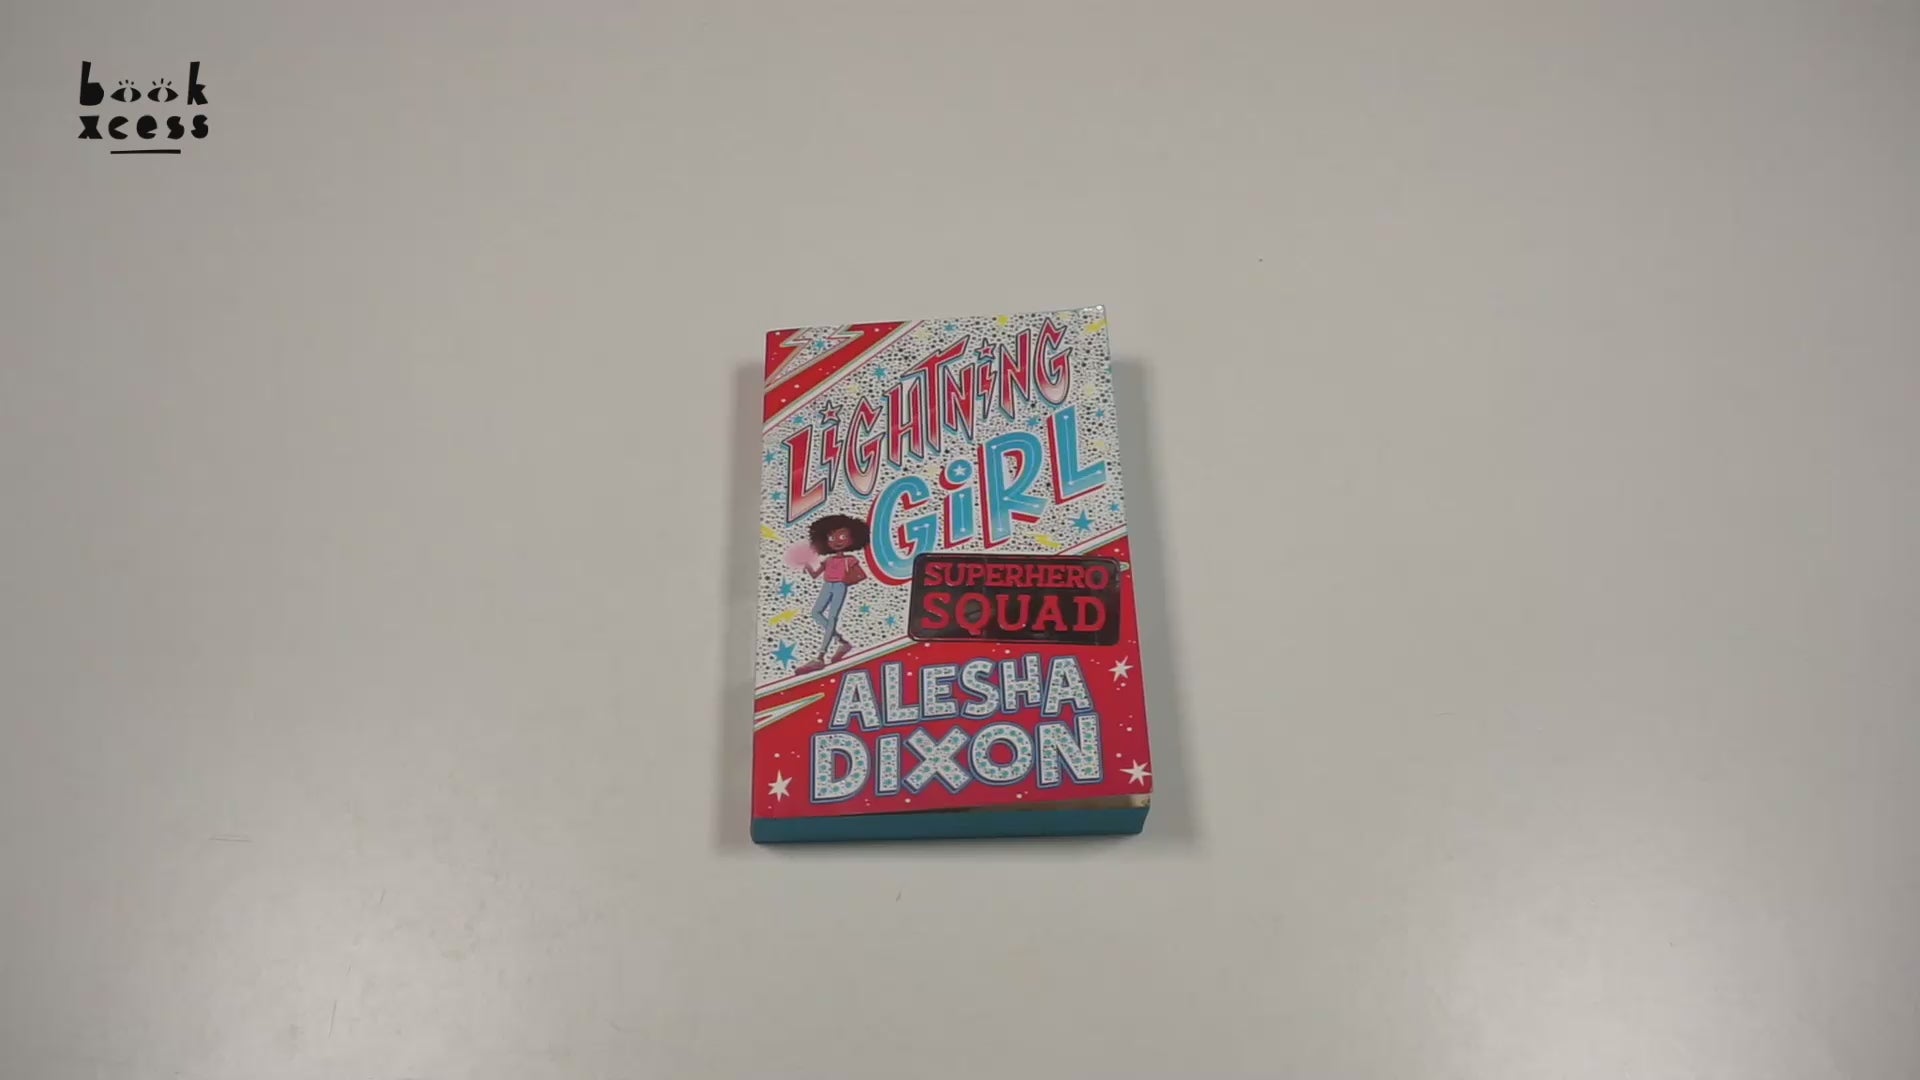 book
xcess
LIGHTNING
GIRL
SUPERHERO
SQUAD
ALESHA
DIXON